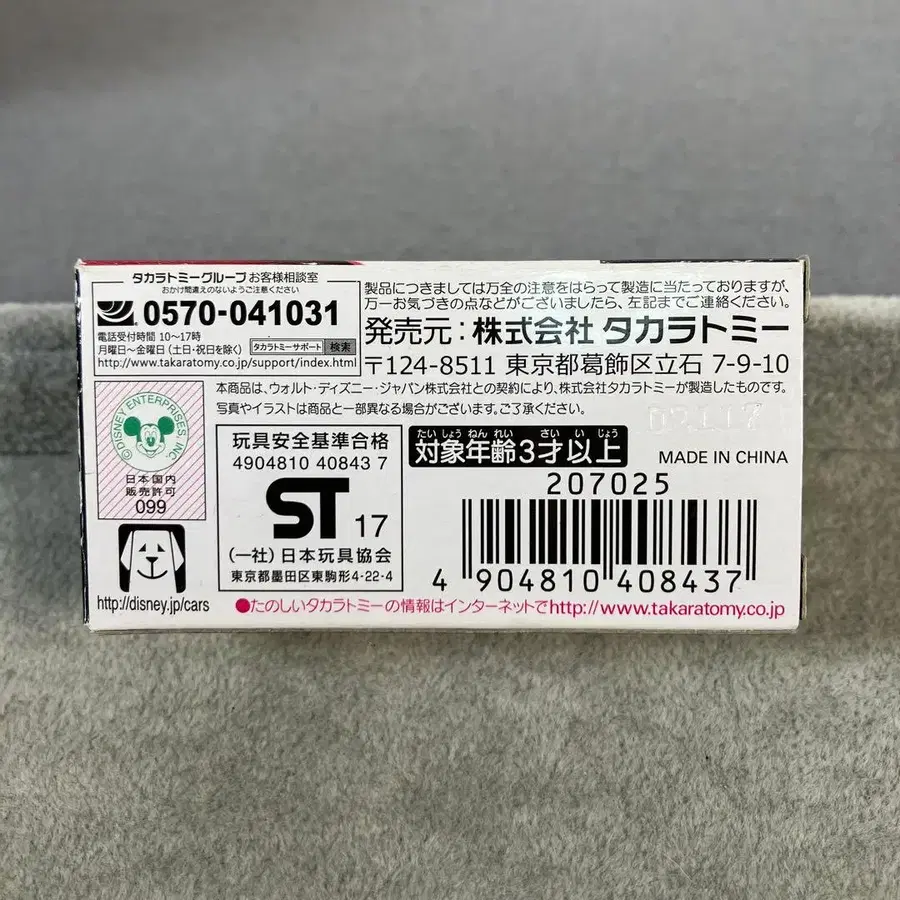 タカラトミーグループ お客様相談室
おかけ間違えのないようご注意ください
0570-041031
電話受付時間 10〜17時
月曜日〜金曜日 (土日・祝日を除く)
タカラトミーサポート 検索
http://www.takaratomy.co.jp/support/index.html
製品につきましては万全の注意をはらって製造に当たっておりますが、
万一お気づきの点などがございましたら、左記までご連絡ください。
発売元:株式会社 タカラトミー
〒124-8511 東京都葛飾区立石 7-9-10
本商品は、ウォルト・ディズニー・ジャパン株式会社との契約により、株式会社タカラトミーが製造したものです。
写真やイラストは商品と一部異なる場合がございます。ご了承ください。
©DISNEY ENTERPRISES, INC.
日本国内
販売許可
099
http://disney.jp/cars
玩具安全基準合格
4904810 40843 7
ST 17
(一社)日本玩具協会
東京都墨田区東駒形4-22-4
たいしょうねんれい さい いじょう
対象年齢3才以上
MADE IN CHINA
207025
4 904810 408437
●たのしいタカラトミーの情報はインターネットでhttp://www.takaratomy.co.jp